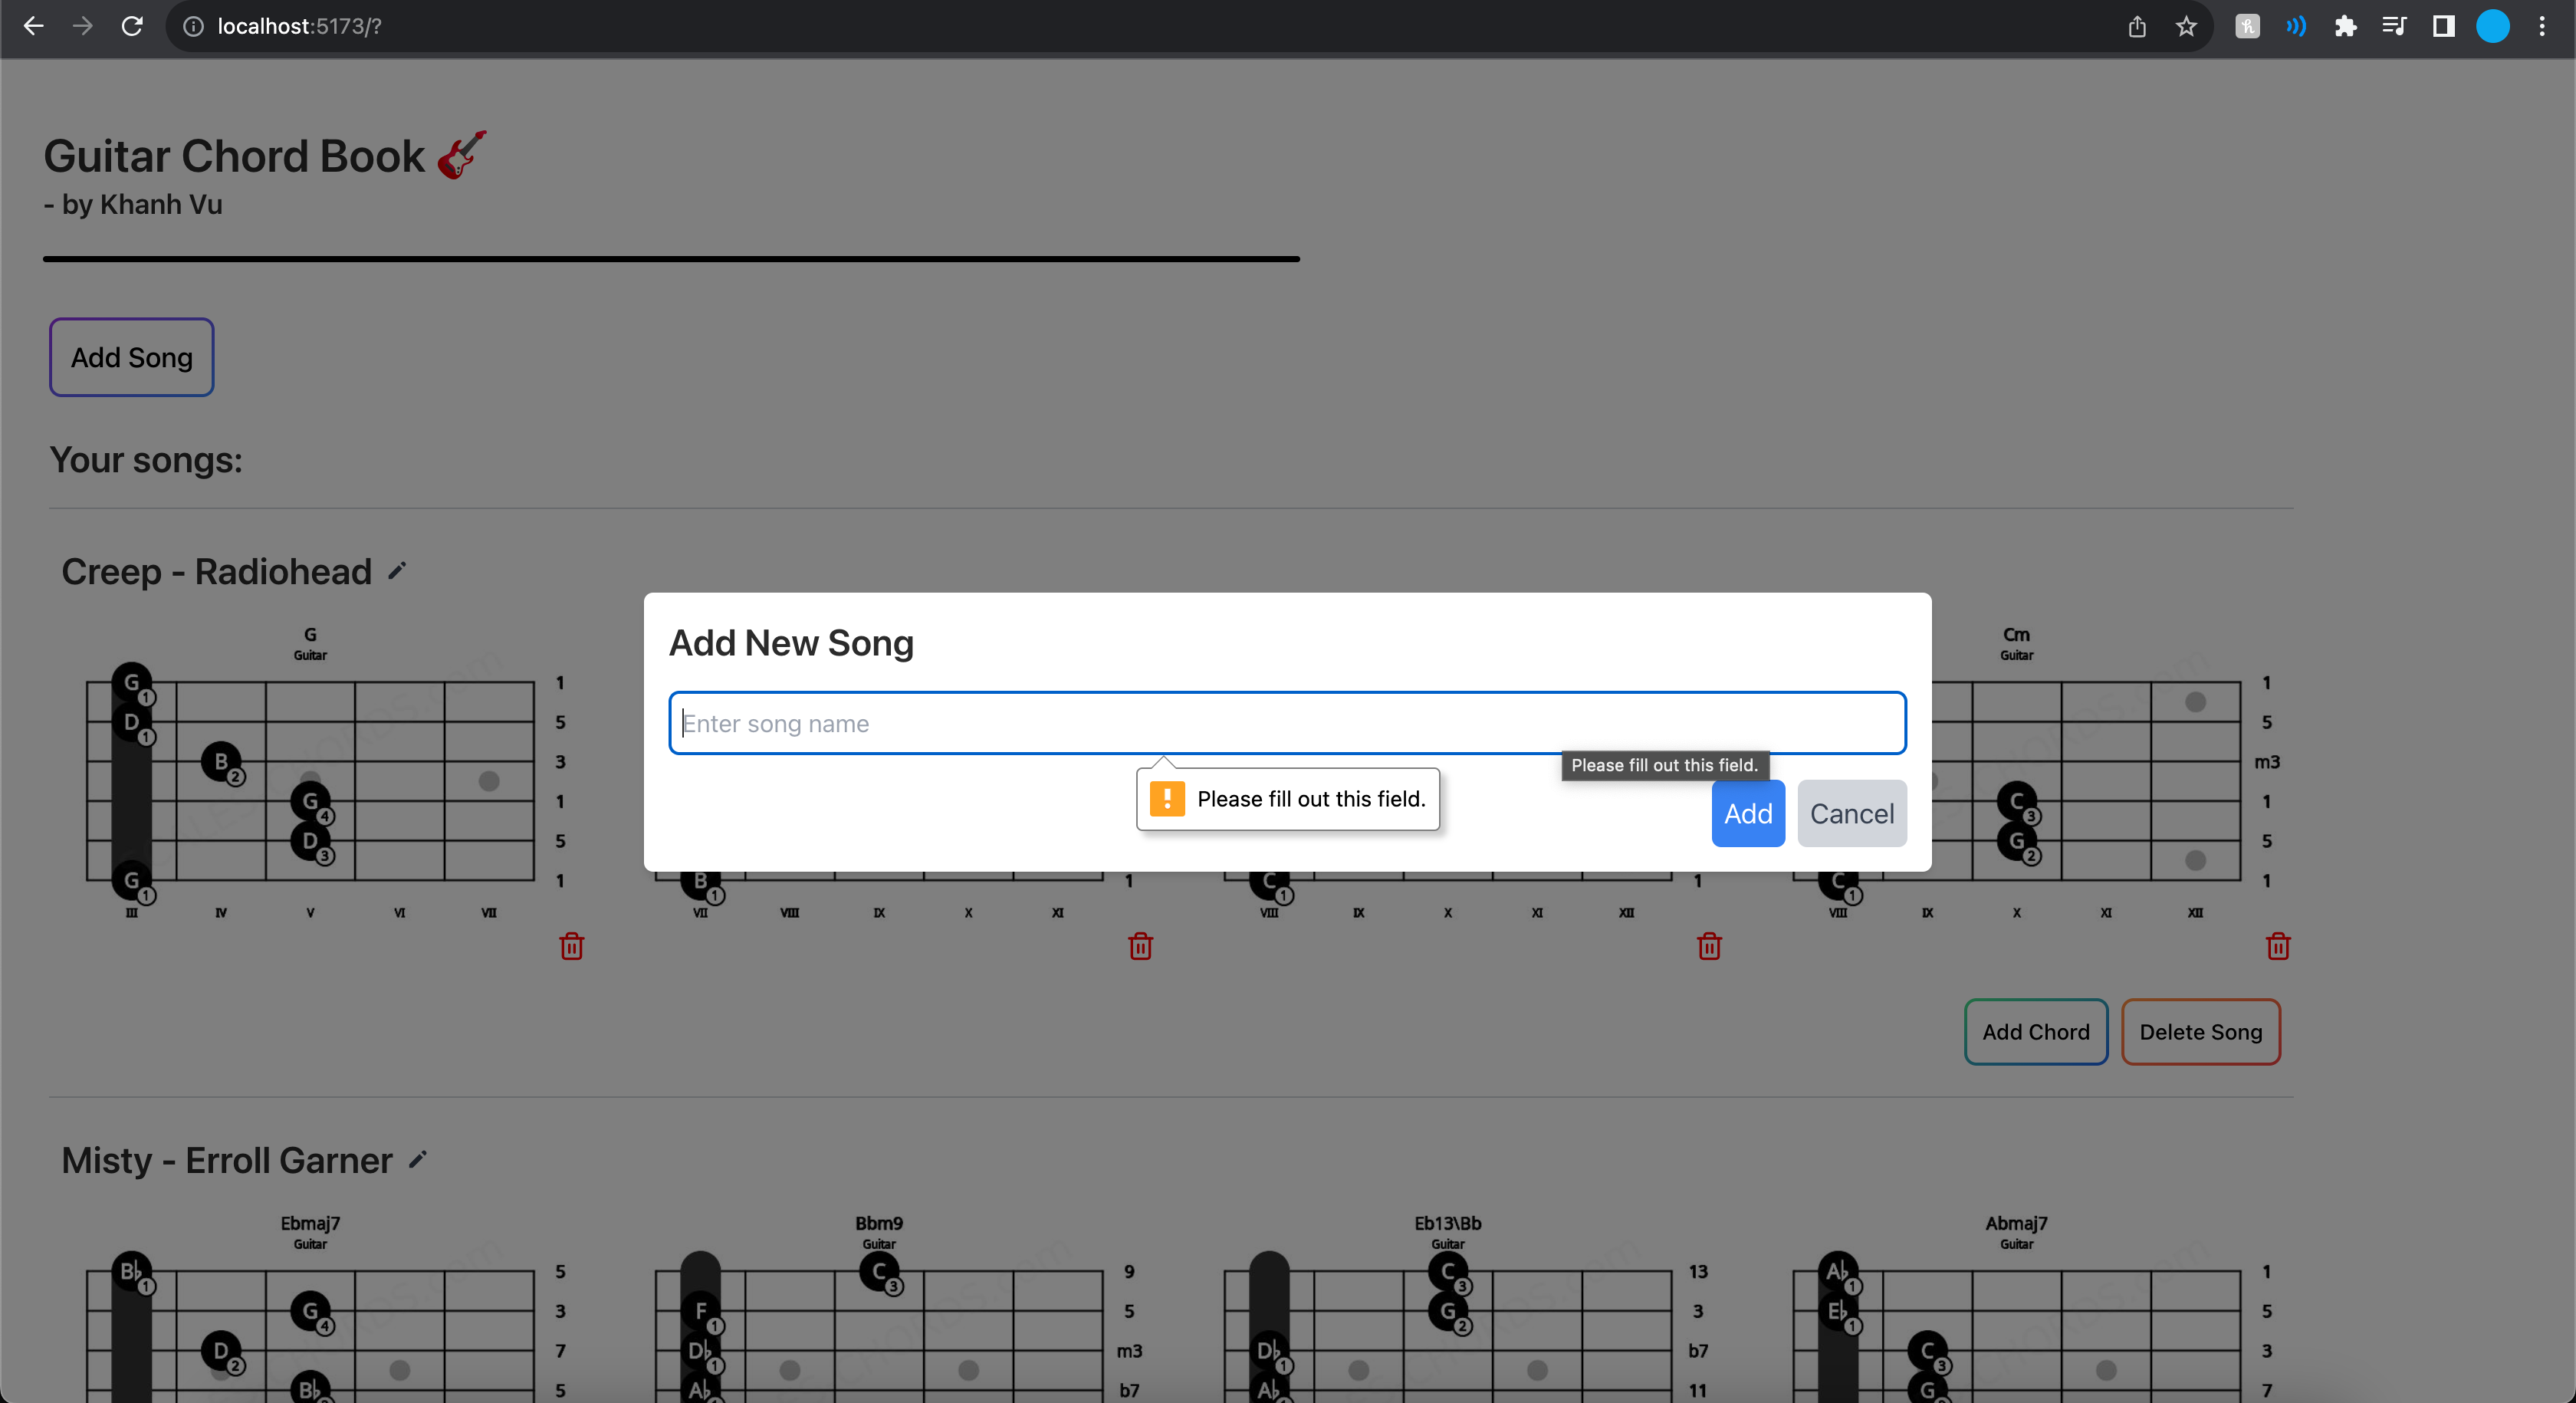 localhost:5173/?
Guitar Chord Book
- by Khanh Vu
Add Song
Your songs:
Creep - Radiohead
G
Guitar
G 1 1
D 1 5
B 2 3
G 4 1
D 3 5
G 1 1
III IV V VI VII
B 1 1
VII VIII IX X XI
C 1 1
VIII IX X XI XII
Cm
Guitar
1
5
m3
C 3 1
G 2 5
C 1 1
VIII IX X XI XII
Add New Song
Enter song name
Please fill out this field.
Please fill out this field.
Add Cancel
Add Chord Delete Song
Misty - Erroll Garner
Ebmaj7
Guitar
B♭ 1 5
G 4 3
D 2 7
B♭ 5
Bbm9
Guitar
C 3 9
F 1 5
D♭ 1 m3
A♭ b7
Eb13\Bb
Guitar
C 3 13
G 2 3
D♭ 1 b7
A♭ 11
Abmaj7
Guitar
A♭ 1 1
E♭ 1 5
C 3 3
G 7